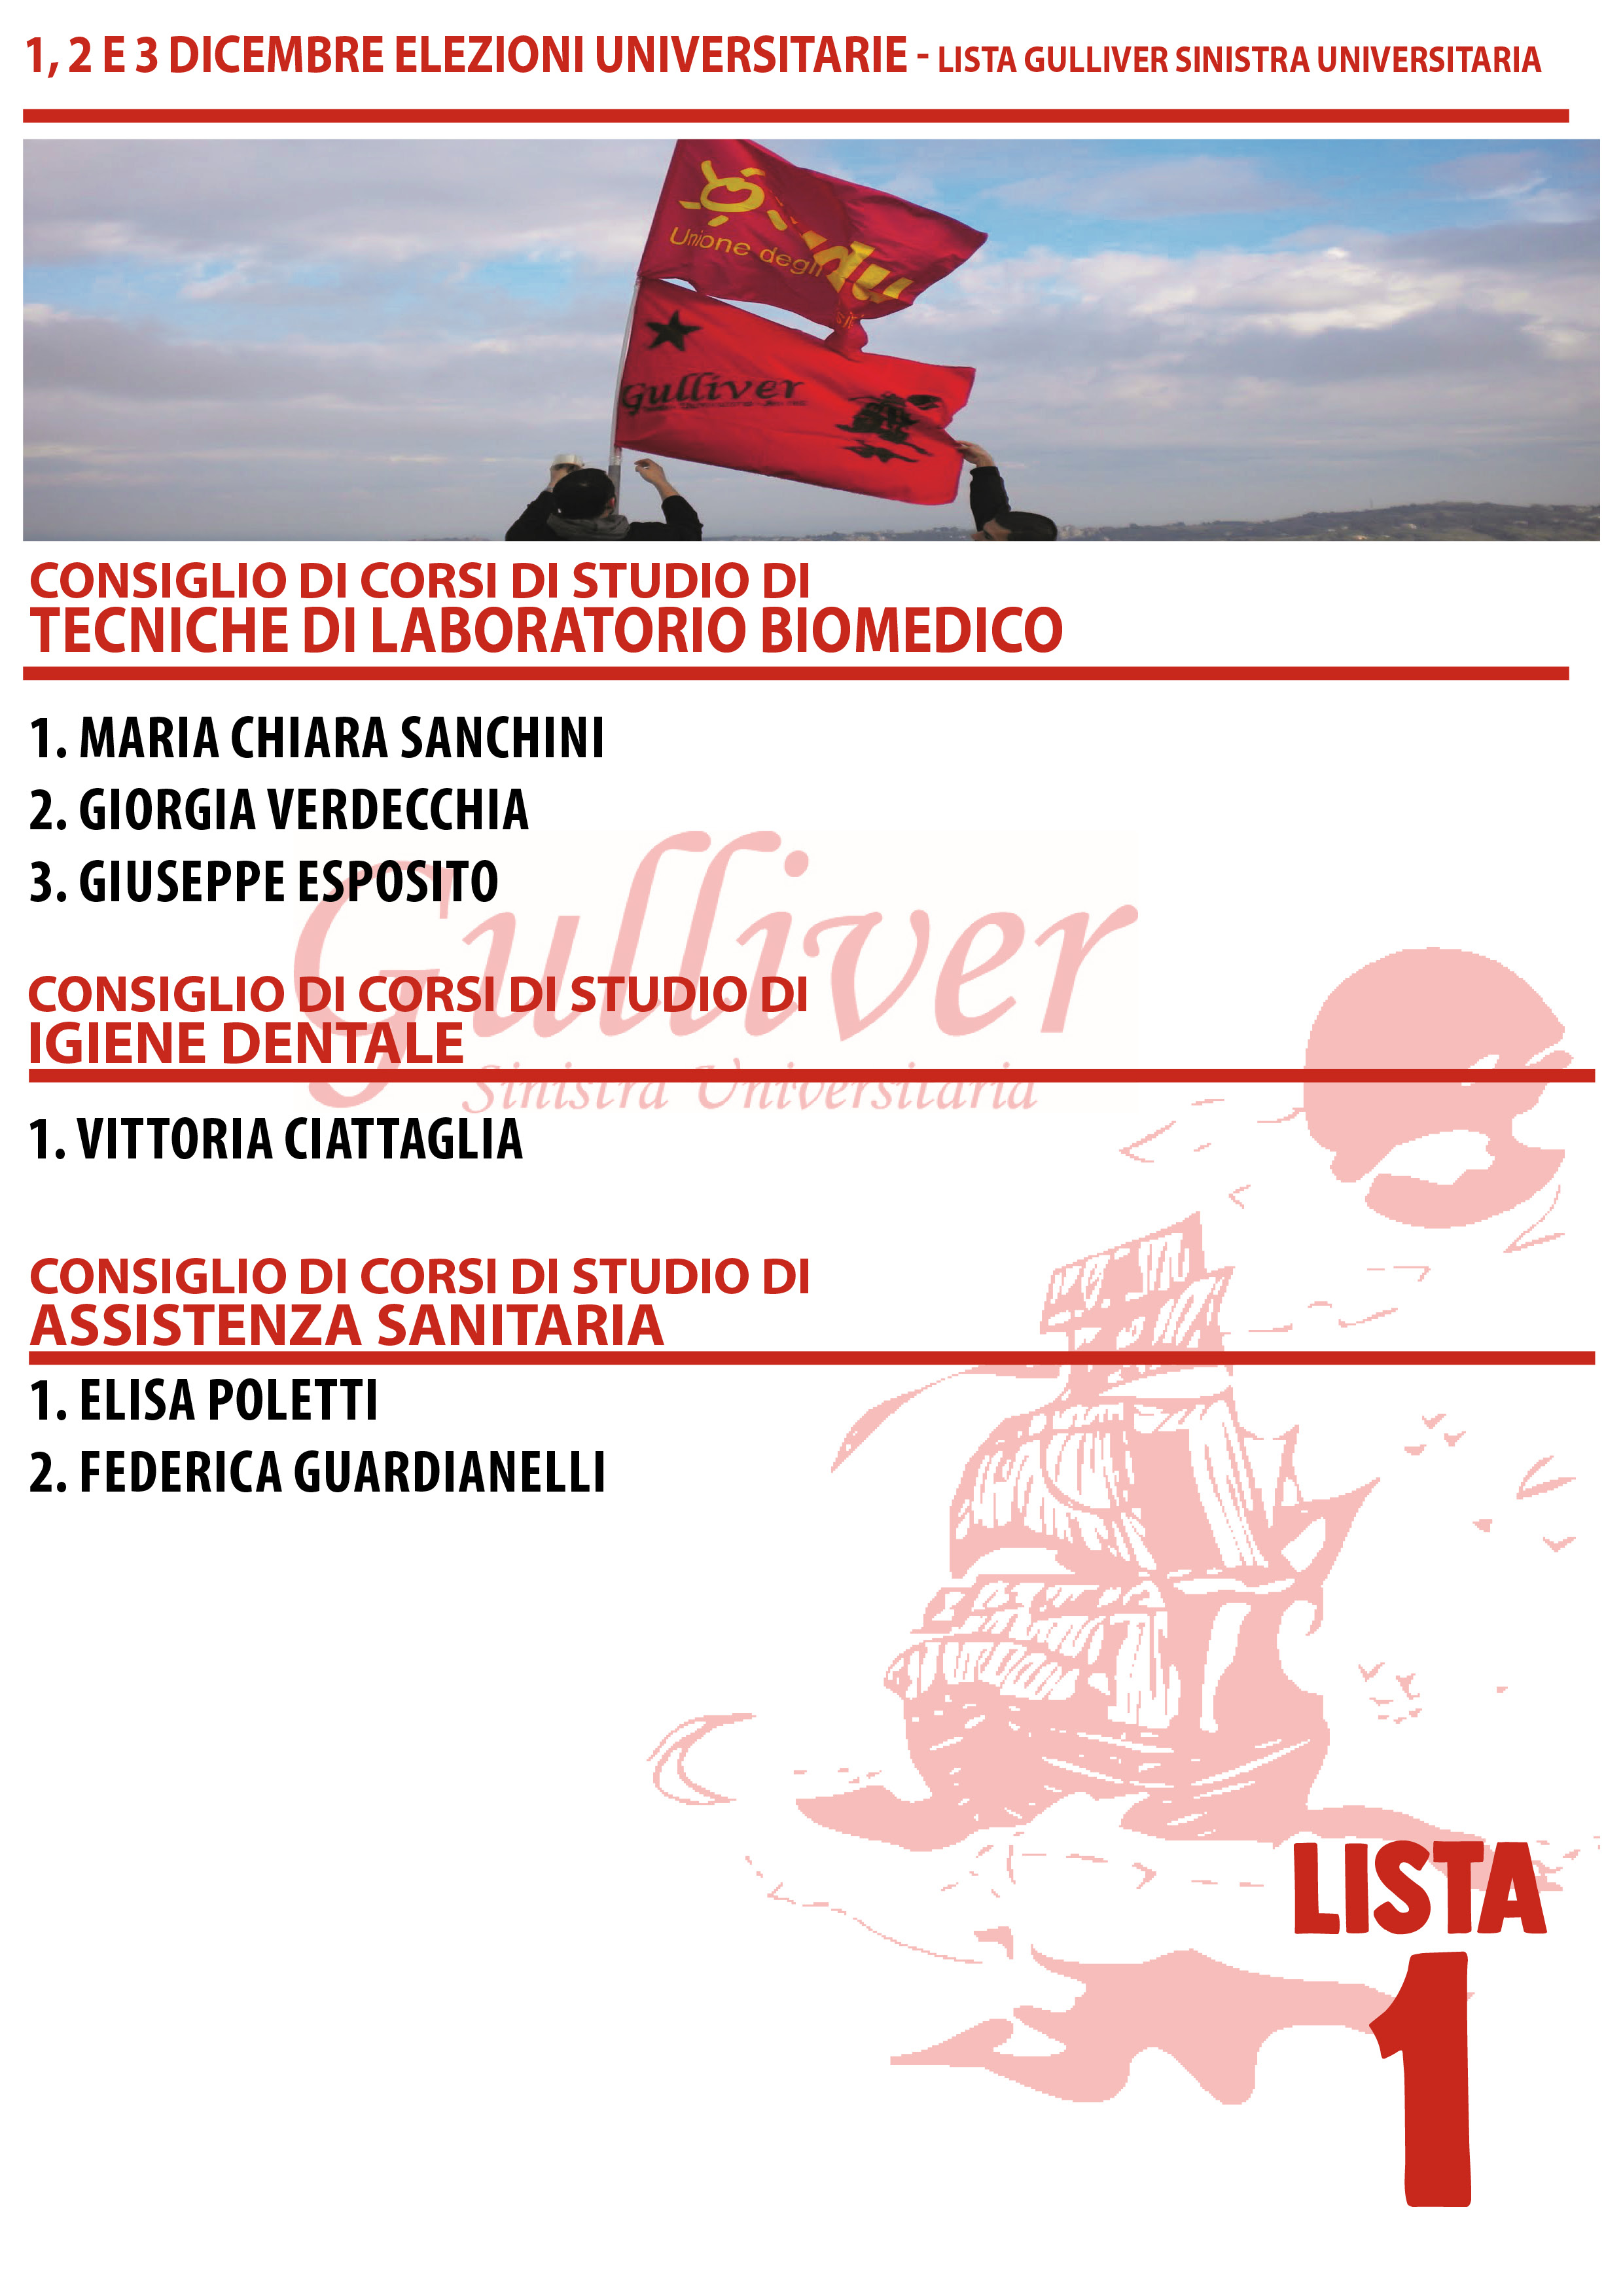 1, 2 E 3 DICEMBRE ELEZIONI UNIVERSITARIE - LISTA GULLIVER SINISTRA UNIVERSITARIA
Unione degli
Gulliver
CONSIGLIO DI CORSI DI STUDIO DI
TECNICHE DI LABORATORIO BIOMEDICO
1. MARIA CHIARA SANCHINI
2. GIORGIA VERDECCHIA
3. GIUSEPPE ESPOSITO
Gulliver
CONSIGLIO DI CORSI DI STUDIO DI
IGIENE DENTALE
Sinistra Universitaria
1. VITTORIA CIATTAGLIA
CONSIGLIO DI CORSI DI STUDIO DI
ASSISTENZA SANITARIA
1. ELISA POLETTI
2. FEDERICA GUARDIANELLI
LISTA
1